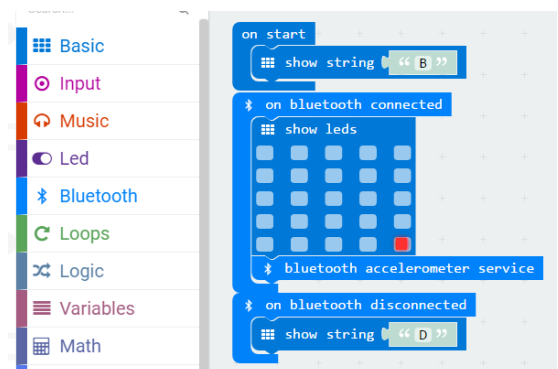 Basic
Input
Music
Led
Bluetooth
Loops
Logic
Variables
Math
on start
show string “ B ”
on bluetooth connected
show leds
bluetooth accelerometer service
on bluetooth disconnected
show string “ D ”